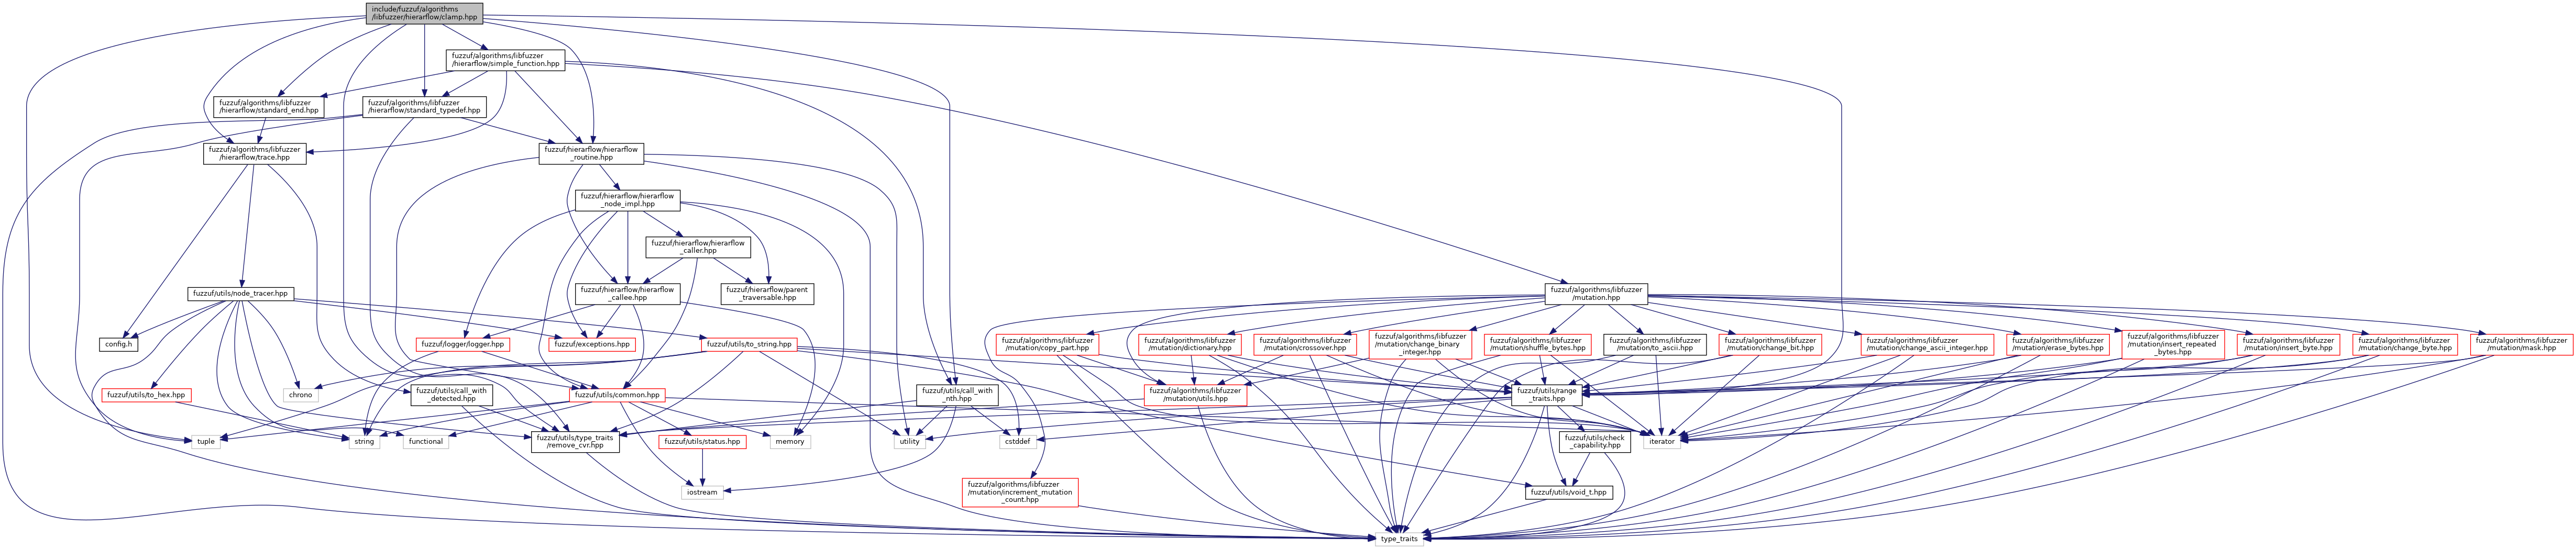 include/fuzzuf/algorithms
/libfuzzer/hierarflow/clamp.hpp
fuzzuf/algorithms/libfuzzer
/hierarflow/simple_function.hpp
fuzzuf/algorithms/libfuzzer
/hierarflow/standard_end.hpp
fuzzuf/algorithms/libfuzzer
/hierarflow/standard_typedef.hpp
fuzzuf/algorithms/libfuzzer
/hierarflow/trace.hpp
fuzzuf/hierarflow/hierarflow
_routine.hpp
fuzzuf/hierarflow/hierarflow
_node_impl.hpp
fuzzuf/hierarflow/hierarflow
_caller.hpp
fuzzuf/utils/node_tracer.hpp
fuzzuf/hierarflow/hierarflow
_callee.hpp
fuzzuf/hierarflow/parent
_traversable.hpp
fuzzuf/algorithms/libfuzzer
/mutation.hpp
config.h
fuzzuf/logger/logger.hpp
fuzzuf/exceptions.hpp
fuzzuf/utils/to_string.hpp
fuzzuf/algorithms/libfuzzer
/mutation/copy_part.hpp
fuzzuf/algorithms/libfuzzer
/mutation/dictionary.hpp
fuzzuf/algorithms/libfuzzer
/mutation/crossover.hpp
fuzzuf/algorithms/libfuzzer
/mutation/change_binary
_integer.hpp
fuzzuf/algorithms/libfuzzer
/mutation/shuffle_bytes.hpp
fuzzuf/algorithms/libfuzzer
/mutation/to_ascii.hpp
fuzzuf/algorithms/libfuzzer
/mutation/change_bit.hpp
fuzzuf/algorithms/libfuzzer
/mutation/change_ascii_integer.hpp
fuzzuf/algorithms/libfuzzer
/mutation/erase_bytes.hpp
fuzzuf/algorithms/libfuzzer
/mutation/insert_repeated
_bytes.hpp
fuzzuf/algorithms/libfuzzer
/mutation/insert_byte.hpp
fuzzuf/algorithms/libfuzzer
/mutation/change_byte.hpp
fuzzuf/algorithms/libfuzzer
/mutation/mask.hpp
fuzzuf/utils/to_hex.hpp
chrono
fuzzuf/utils/call_with
_detected.hpp
fuzzuf/utils/common.hpp
fuzzuf/utils/call_with
_nth.hpp
fuzzuf/algorithms/libfuzzer
/mutation/utils.hpp
fuzzuf/utils/range
_traits.hpp
tuple
string
functional
fuzzuf/utils/type_traits
/remove_cvr.hpp
fuzzuf/utils/status.hpp
memory
utility
cstddef
fuzzuf/utils/check
_capability.hpp
iterator
iostream
fuzzuf/algorithms/libfuzzer
/mutation/increment_mutation
_count.hpp
fuzzuf/utils/void_t.hpp
type_traits